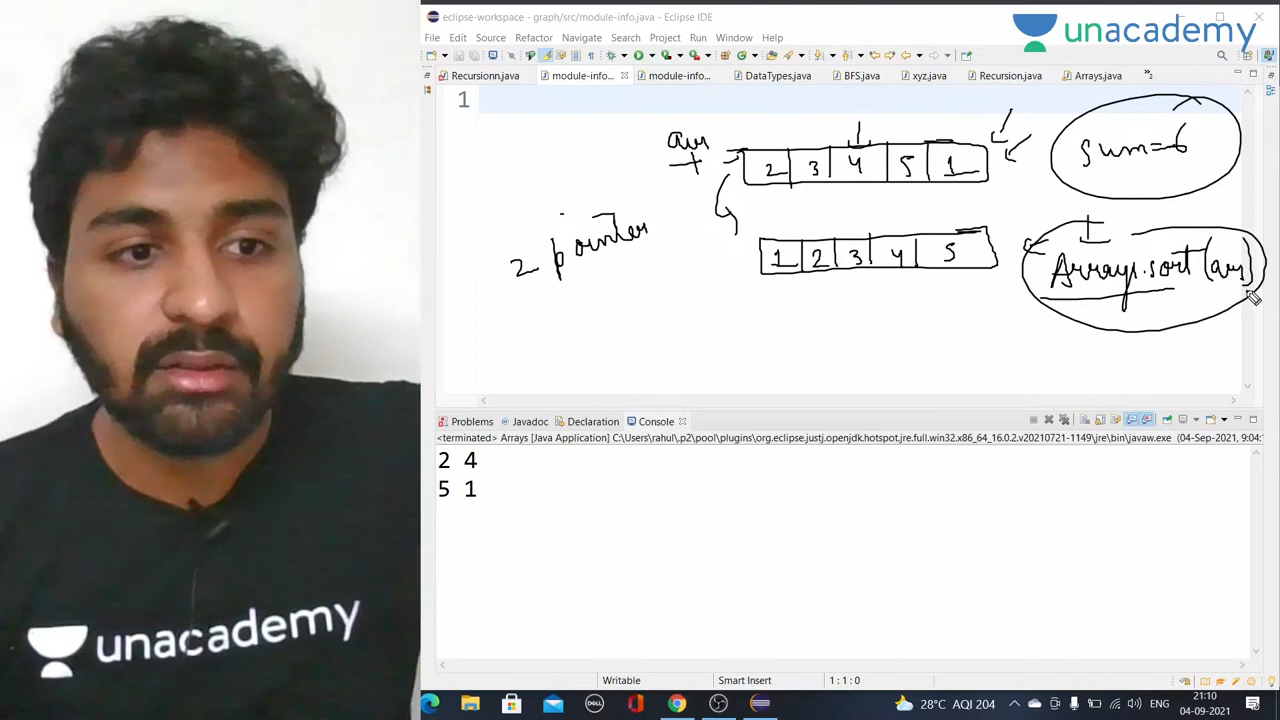 eclipse-workspace - graph/src/module-info.java - Eclipse IDE
unacademy
File Edit Source Refactor Navigate Search Project Run Window Help
Recursionn.java module-info... module-info... DataTypes.java BFS.java xyz.java Recursion.java Arrays.java
1
arr
2 3 4 5 1
sum=6
2 pointer
1 2 3 4 5
Arrays.sort(arr)
Problems Javadoc Declaration Console
<terminated> Arrays [Java Application] C:\Users\rahul\.p2\pool\plugins\org.eclipse.justj.openjdk.hotspot.jre.full.win32.x86_64_16.0.2.v20210721-1149\jre\bin\javaw.exe (04-Sep-2021, 9:04:
2 4
5 1
unacademy
Writable Smart Insert 1:1:0
DELL
28°C AQI 204 ENG 21:10
04-09-2021